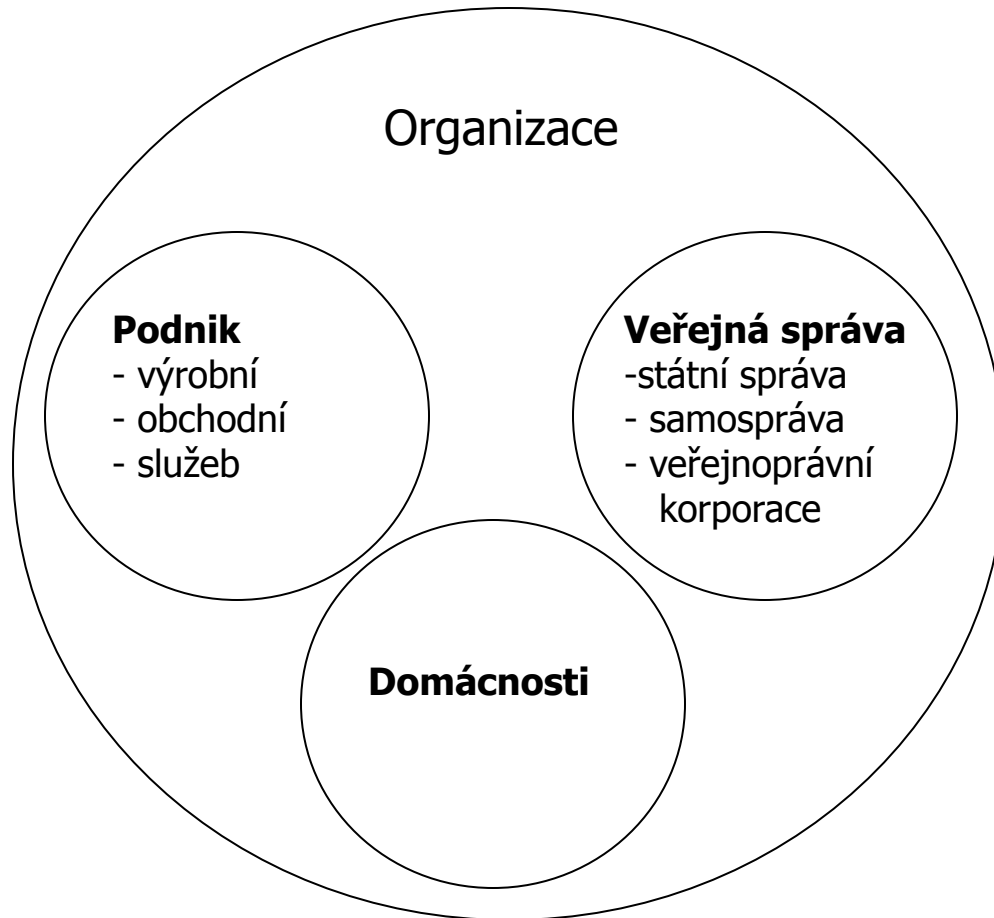 Organizace
Podnik
- výrobní
- obchodní
- služeb
Veřejná správa
-státní správa
- samospráva
- veřejnoprávní
korporace
Domácnosti